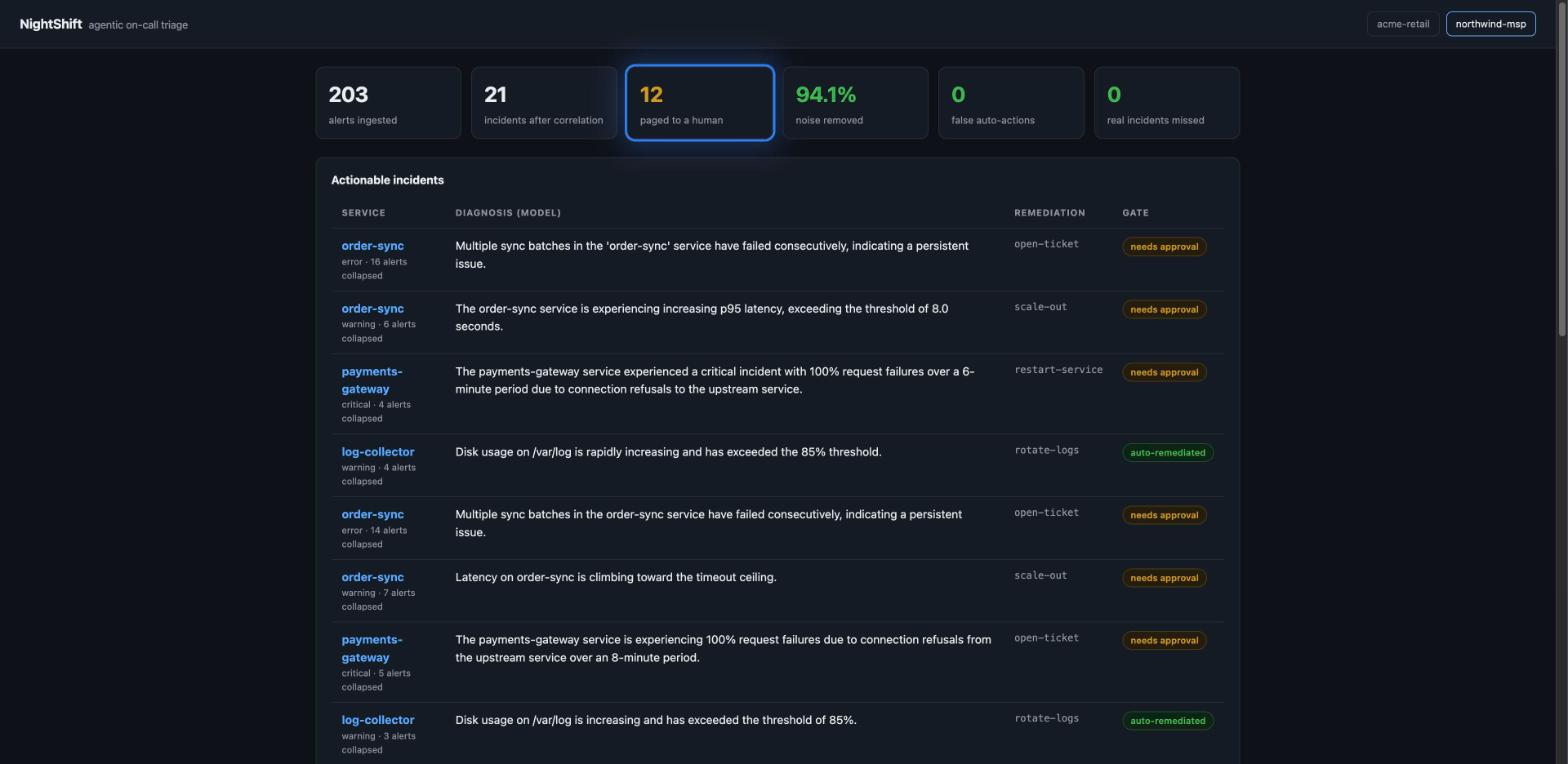 NightShift agentic on-call triage
acme-retail
northwind-msp
203
alerts ingested
21
incidents after correlation
12
paged to a human
94.1%
noise removed
0
false auto-actions
0
real incidents missed
Actionable incidents
SERVICE DIAGNOSIS (MODEL) REMEDIATION GATE
order-sync
error · 16 alerts
collapsed
Multiple sync batches in the 'order-sync' service have failed consecutively, indicating a persistent
issue.
open-ticket
needs approval
order-sync
warning · 6 alerts
collapsed
The order-sync service is experiencing increasing p95 latency, exceeding the threshold of 8.0
seconds.
scale-out
needs approval
payments-
gateway
critical · 4 alerts
collapsed
The payments-gateway service experienced a critical incident with 100% request failures over a 6-
minute period due to connection refusals to the upstream service.
restart-service
needs approval
log-collector
warning · 4 alerts
collapsed
Disk usage on /var/log is rapidly increasing and has exceeded the 85% threshold.
rotate-logs
auto-remediated
order-sync
error · 14 alerts
collapsed
Multiple sync batches in the order-sync service have failed consecutively, indicating a persistent
issue.
open-ticket
needs approval
order-sync
warning · 7 alerts
collapsed
Latency on order-sync is climbing toward the timeout ceiling.
scale-out
needs approval
payments-
gateway
critical · 5 alerts
collapsed
The payments-gateway service is experiencing 100% request failures due to connection refusals from
the upstream service over an 8-minute period.
open-ticket
needs approval
log-collector
warning · 3 alerts
collapsed
Disk usage on /var/log is increasing and has exceeded the threshold of 85%.
rotate-logs
auto-remediated